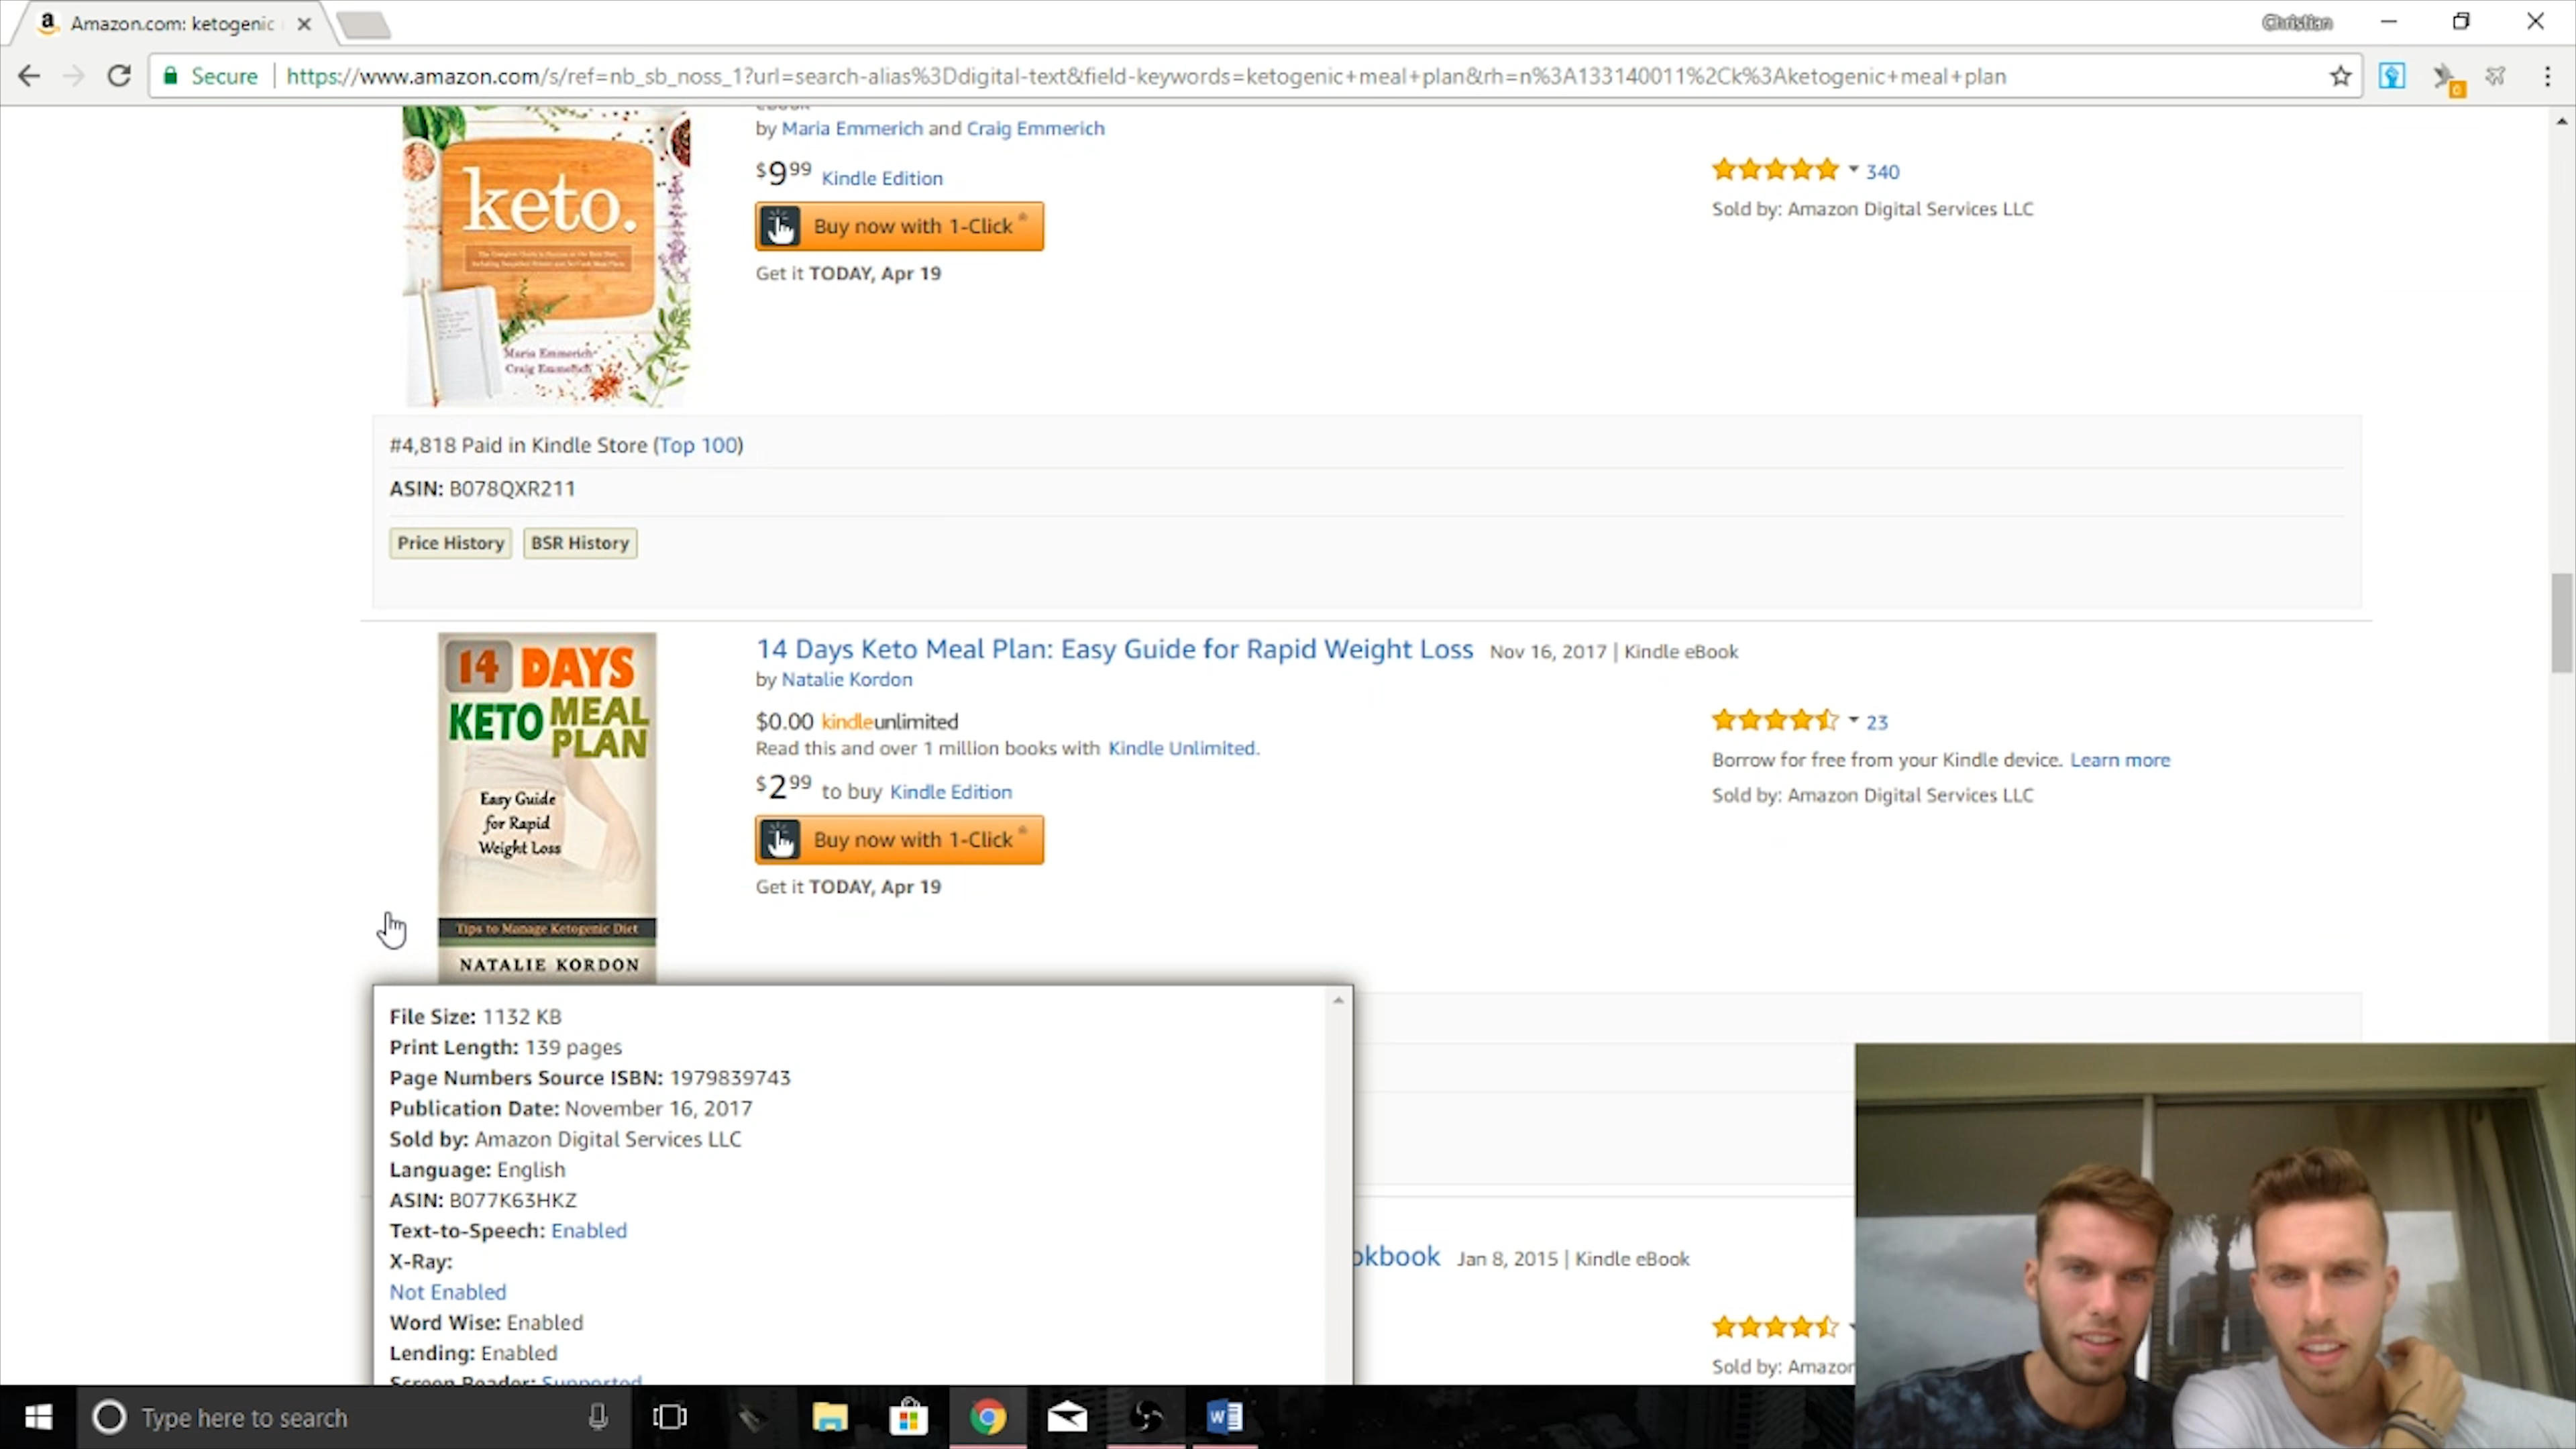 Amazon.com: ketogenic
Christian
Secure
https://www.amazon.com/s/ref=nb_sb_noss_1?url=search-alias%3Ddigital-text&field-keywords=ketogenic+meal+plan&rh=n%3A133140011%2Ck%3Aketogenic+meal+plan
0
eBook
by Maria Emmerich and Craig Emmerich
$9.99 Kindle Edition
340
Sold by: Amazon Digital Services LLC
Buy now with 1-Click
Get it TODAY, Apr 19
keto.
Maria Emmerich
Craig Emmerich
#4,818 Paid in Kindle Store (Top 100)
ASIN: B078QXR211
Price History BSR History
14 DAYS
KETO MEAL
PLAN
Easy Guide
for Rapid
Weight Loss
Tips to Manage Ketogenic Diet
NATALIE KORDON
14 Days Keto Meal Plan: Easy Guide for Rapid Weight Loss Nov 16, 2017 | Kindle eBook
by Natalie Kordon
$0.00 kindleunlimited
23
Read this and over 1 million books with Kindle Unlimited.
Borrow for free from your Kindle device. Learn more
$2.99 to buy Kindle Edition
Sold by: Amazon Digital Services LLC
Buy now with 1-Click
Get it TODAY, Apr 19
File Size: 1132 KB
Print Length: 139 pages
Page Numbers Source ISBN: 1979839743
Publication Date: November 16, 2017
Sold by: Amazon Digital Services LLC
Language: English
ASIN: B077K63HKZ
Text-to-Speech: Enabled
X-Ray:
Not Enabled
Word Wise: Enabled
Lending: Enabled
Screen Reader: Supported
okbook Jan 8, 2015 | Kindle eBook
Sold by: Amazon
Type here to search